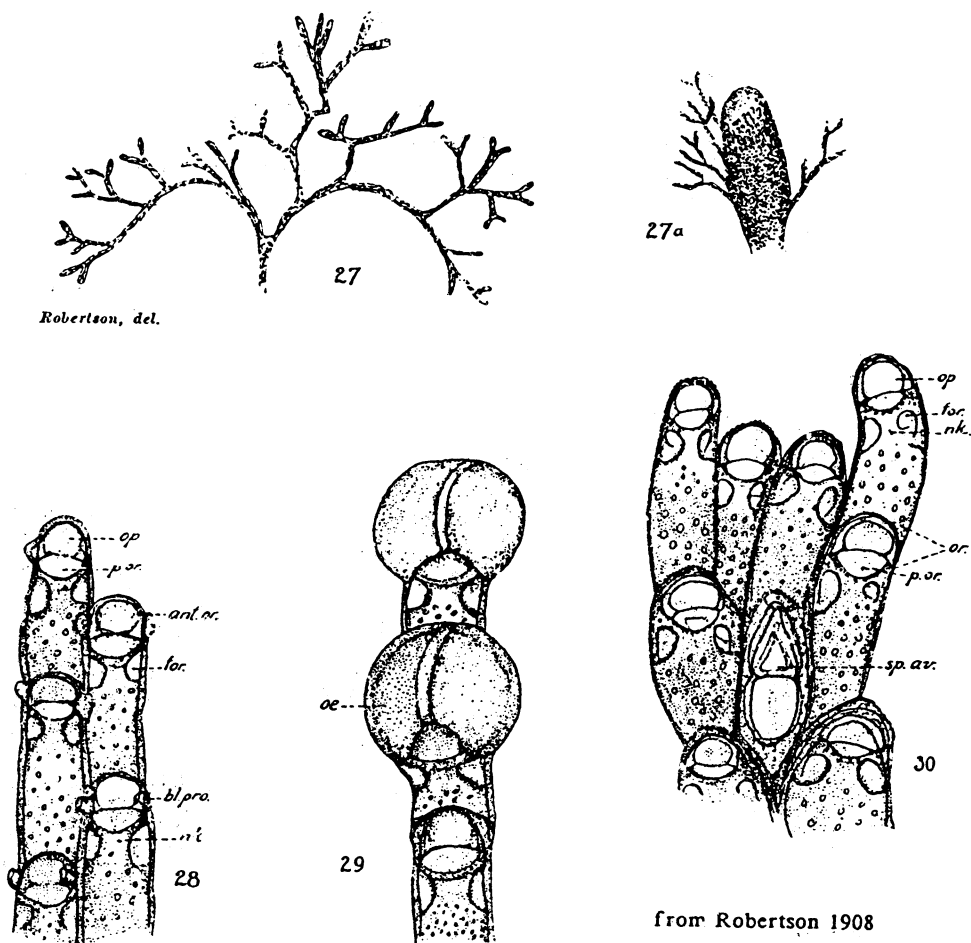 27
27a
Robertson, del.
op
for.
nk.
or.
p.or.
sp.av.
30
op
p.or.
ant.or.
for.
bl.pro.
28
oe
29
from Robertson 1908